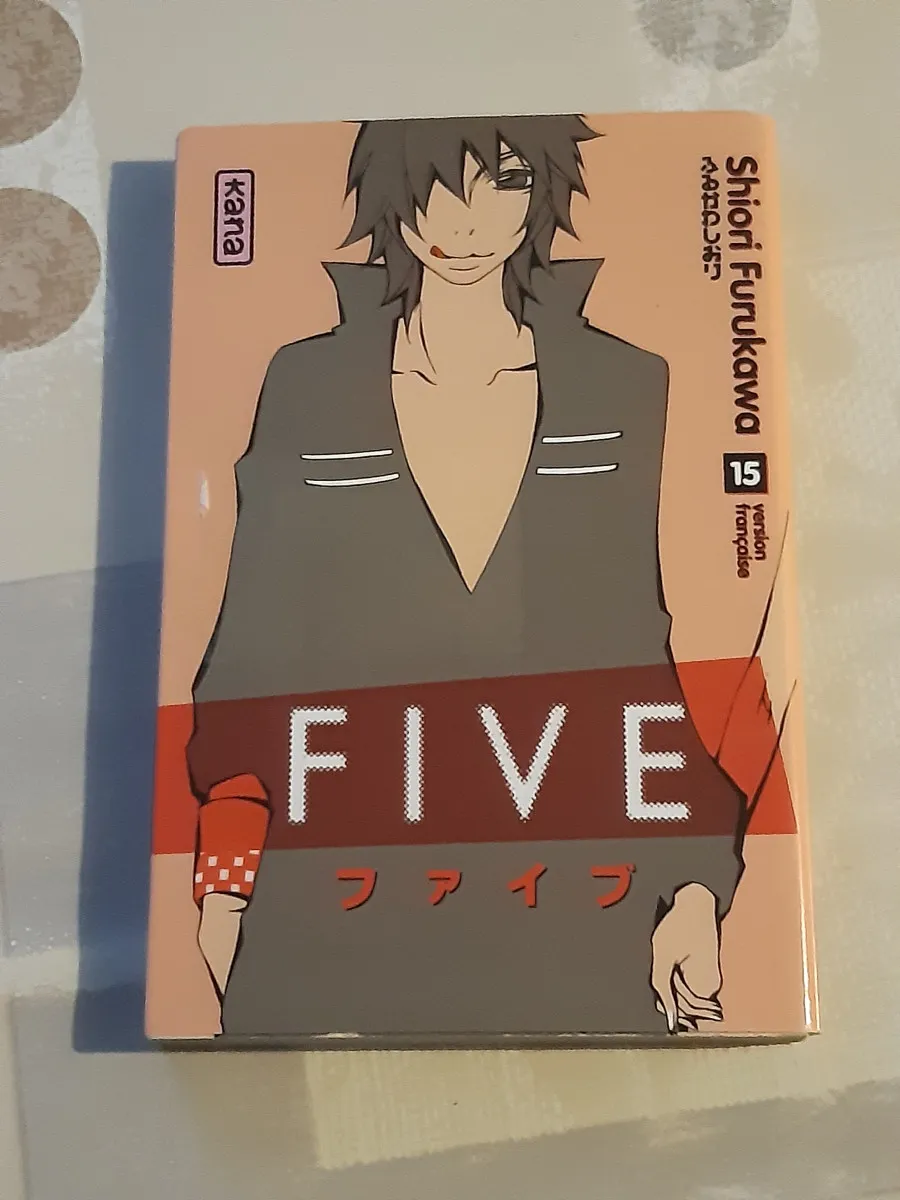 kana
Shiori Furukawa
ふるかわしおり
15
version
française
FIVE
ファイブ